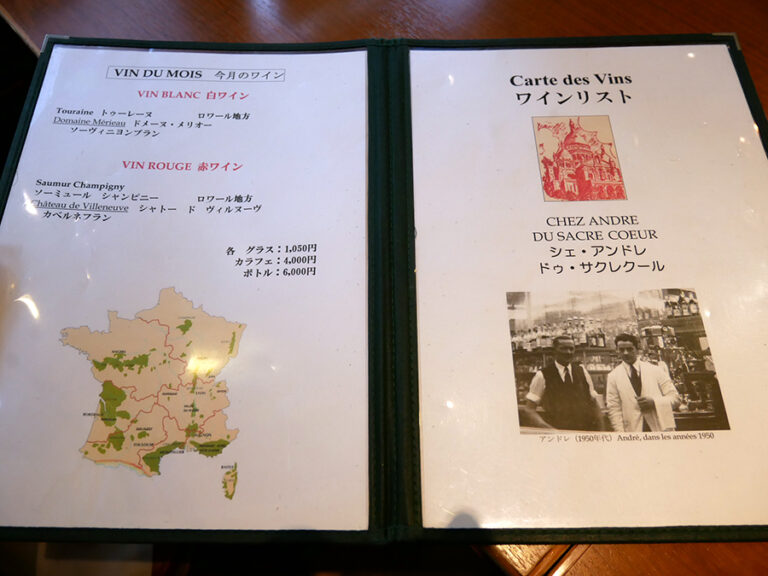 VIN DU MOIS 今月のワイン
VIN BLANC 白ワイン
Touraine トゥーレーヌ ロワール地方
Domaine Mérieau ドメーヌ・メリオー
ソーヴィニヨンブラン
VIN ROUGE 赤ワイン
Saumur Champigny
ソーミュール シャンピニー ロワール地方
Château de Villeneuve シャトー ド ヴィルヌーヴ
カベルネフラン
各 グラス:1,050円
カラフェ:4,000円
ボトル:6,000円
Carte des Vins
ワインリスト
CHEZ ANDRE
DU SACRE COEUR
シェ・アンドレ
ドゥ・サクレクール
アンドレ (1950年代) André, dans les années 1950